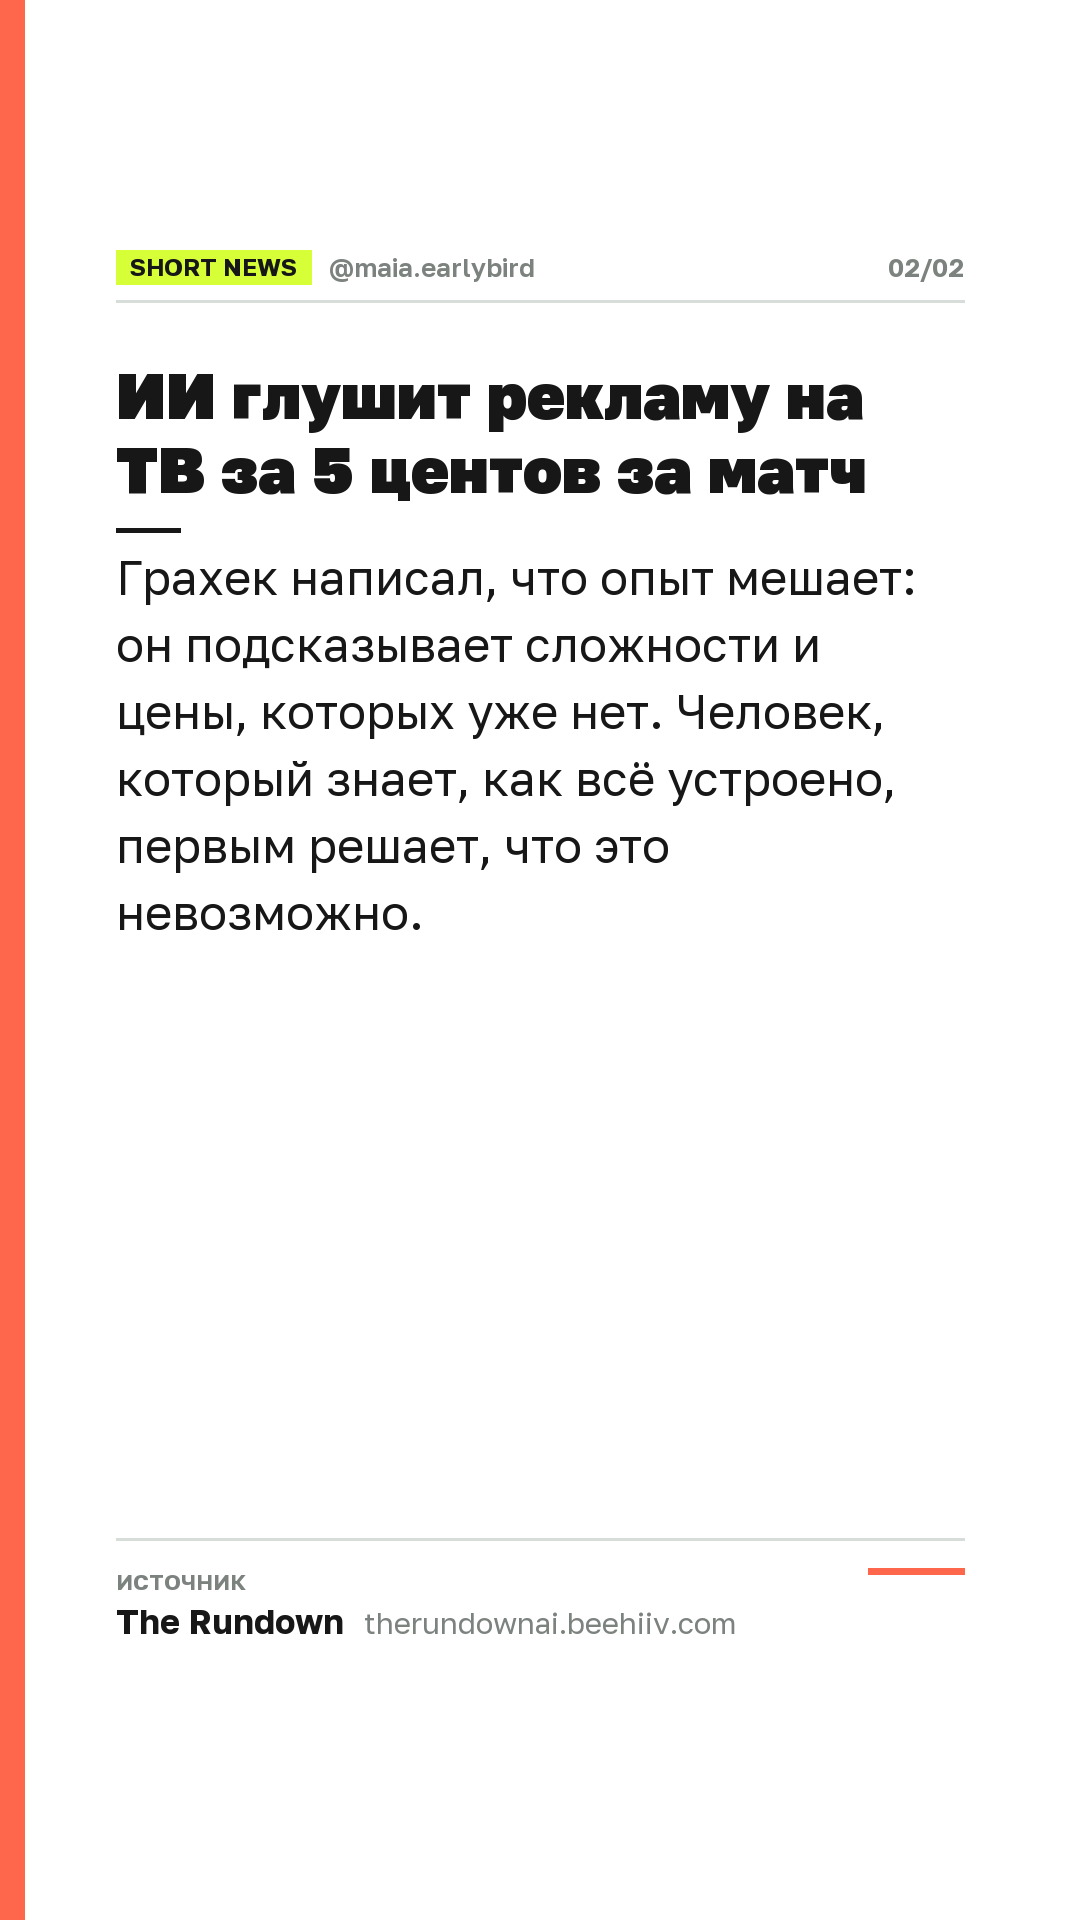 SHORT NEWS @maia.earlybird 02/02
ИИ глушит рекламу на
ТВ за 5 центов за матч
Грахек написал, что опыт мешает:
он подсказывает сложности и
цены, которых уже нет. Человек,
который знает, как всё устроено,
первым решает, что это
невозможно.
ИСТОЧНИК
The Rundown therundownai.beehiiv.com